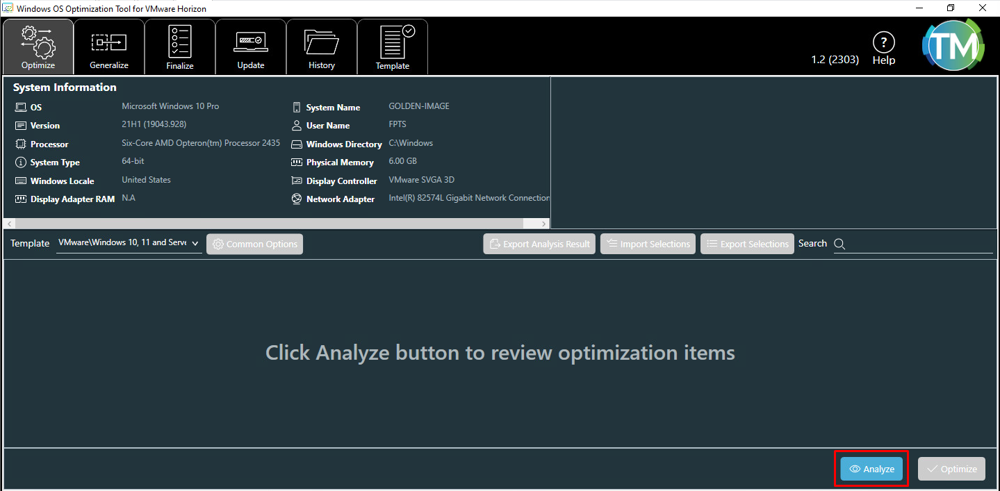 Windows OS Optimization Tool for VMware Horizon
Optimize
Generalize
Finalize
Update
History
Template
1.2 (2303)
?
Help
TM
System Information
OS Microsoft Windows 10 Pro
Version 21H1 (19043.928)
Processor Six-Core AMD Opteron(tm) Processor 2435
System Type 64-bit
Windows Locale United States
Display Adapter RAM N.A
System Name GOLDEN-IMAGE
User Name FPTS
Windows Directory C:\Windows
Physical Memory 6.00 GB
Display Controller VMware SVGA 3D
Network Adapter Intel(R) 82574L Gigabit Network Connection
Template VMware\Windows 10, 11 and Serve Common Options Export Analysis Result Import Selections Export Selections Search
Click Analyze button to review optimization items
Analyze Optimize